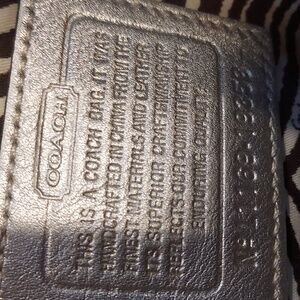 COACH
THIS IS A COACH BAG. IT WAS
HANDCRAFTED IN CHINA FROM THE
FINEST MATERIALS AND LEATHER.
ITS SUPERIOR CRAFTSMANSHIP
REFLECTS OUR COMMITMENT TO
ENDURING QUALITY.